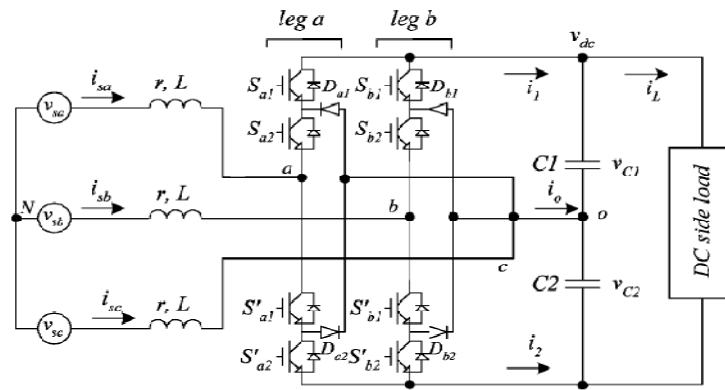 leg a leg b
v_dc
i_sa r, L S_a1 D_a1 S_b1 D_b1 i_1 i_L
v_sa S_a2 S_b2 C1 v_C1
a
N i_sb r, L b i_o o DC side load
v_sb
c
i_sc r, L S'_a1 S'_b1 C2 v_C2
v_sc S'_a2 D_a2 S'_b2 D_b2 i_2